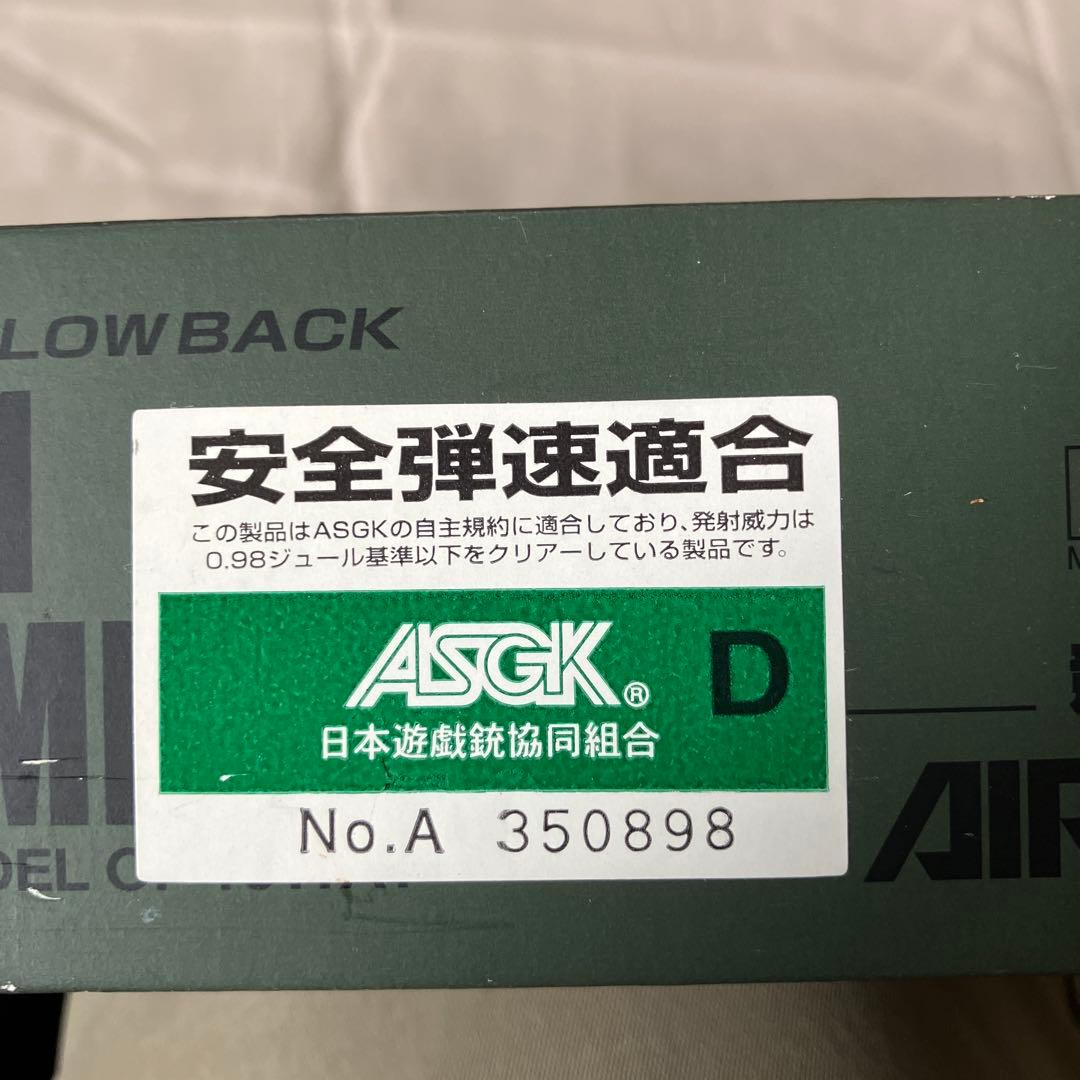 LOWBACK
安全弾速適合
この製品はASGKの自主規約に適合しており、発射威力は
0.98ジュール基準以下をクリアーしている製品です。
ASGK® D
日本遊戯銃協同組合
No.A 350898
AIR